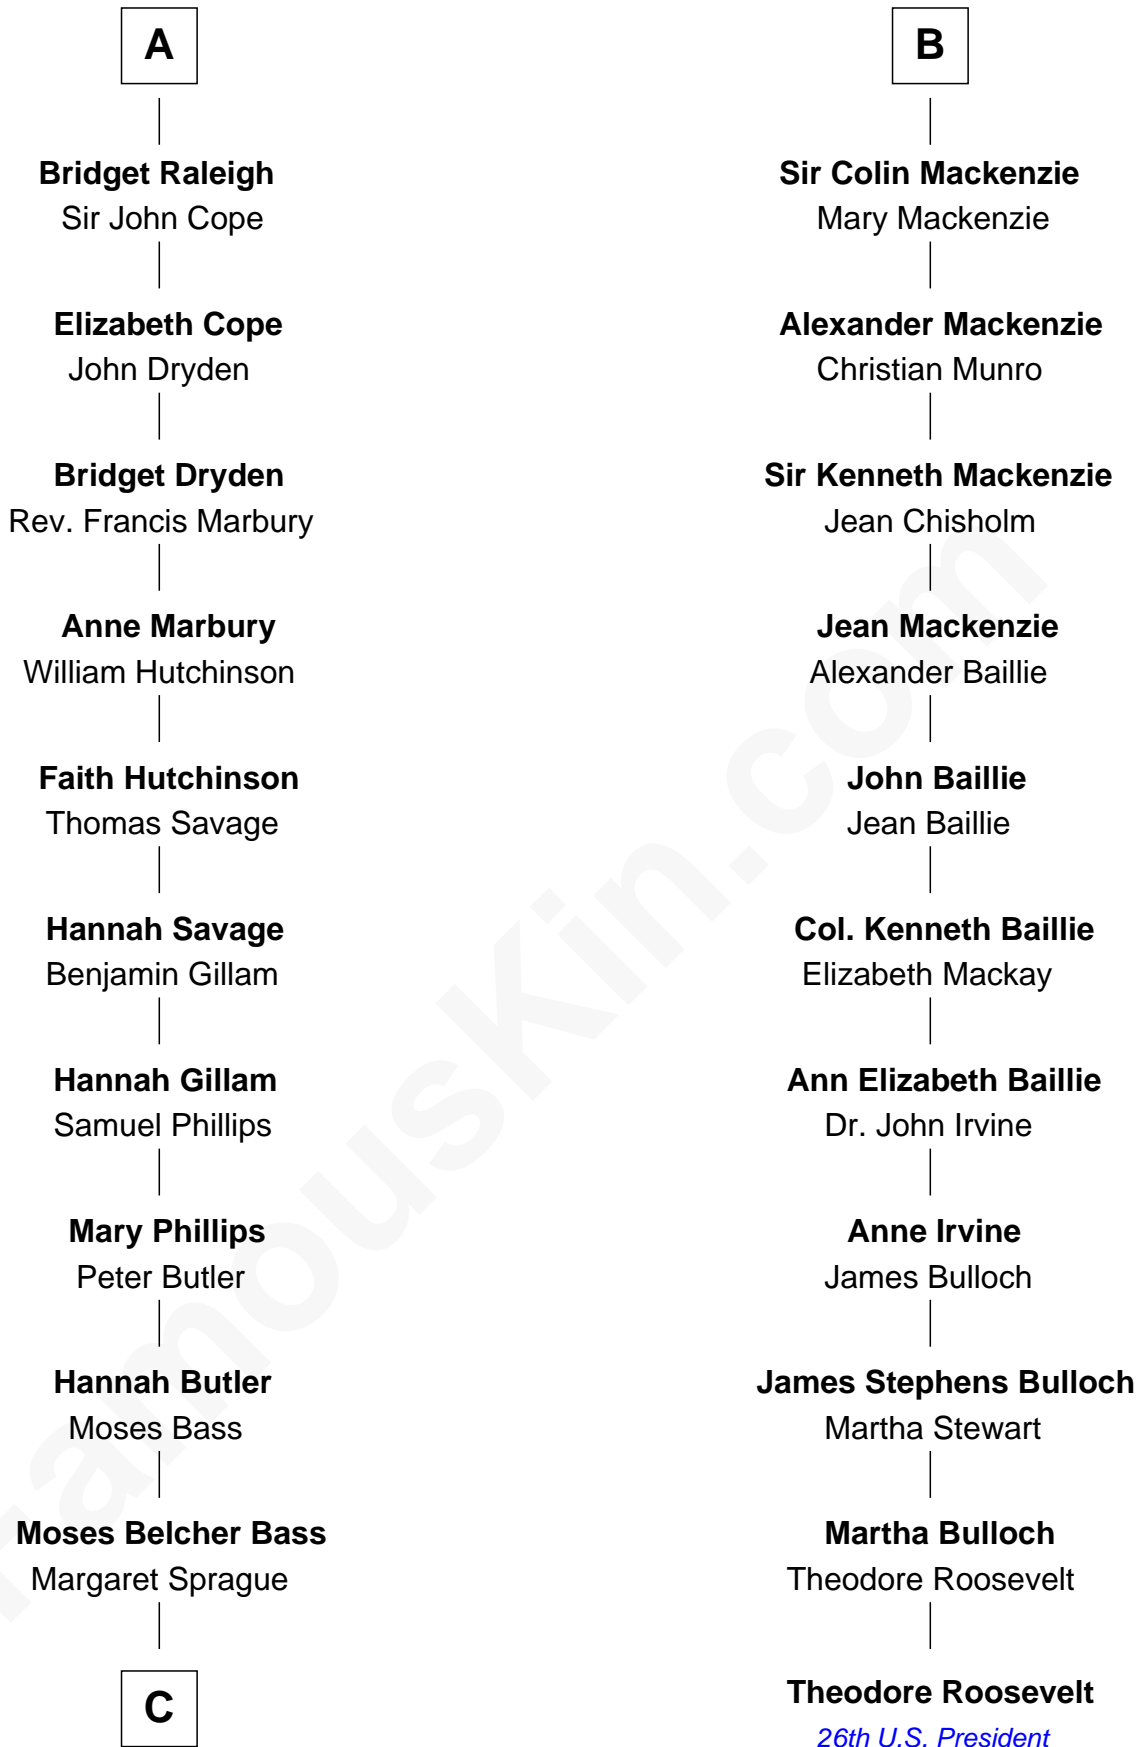 A
Bridget Raleigh
Sir John Cope
Elizabeth Cope
John Dryden
Bridget Dryden
Rev. Francis Marbury
Anne Marbury
William Hutchinson
Faith Hutchinson
Thomas Savage
Hannah Savage
Benjamin Gillam
Hannah Gillam
Samuel Phillips
Mary Phillips
Peter Butler
Hannah Butler
Moses Bass
Moses Belcher Bass
Margaret Sprague
C
B
Sir Colin Mackenzie
Mary Mackenzie
Alexander Mackenzie
Christian Munro
Sir Kenneth Mackenzie
Jean Chisholm
Jean Mackenzie
Alexander Baillie
John Baillie
Jean Baillie
Col. Kenneth Baillie
Elizabeth Mackay
Ann Elizabeth Baillie
Dr. John Irvine
Anne Irvine
James Bulloch
James Stephens Bulloch
Martha Stewart
Martha Bulloch
Theodore Roosevelt
Theodore Roosevelt
26th U.S. President
FamousKin.com